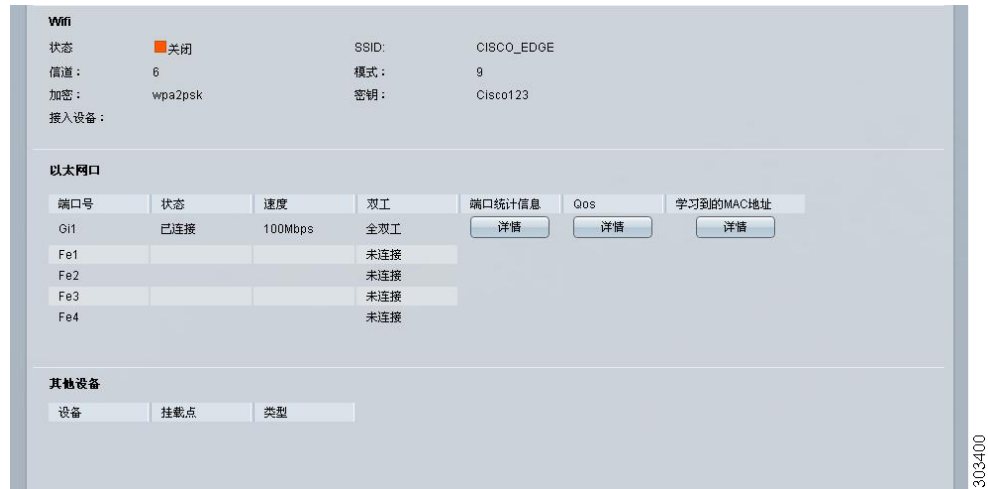 Wifi
状态 关闭 SSID: CISCO_EDGE
信道： 6 模式： 9
加密： wpa2psk 密钥： Cisco123
接入设备：
以太网口
端口号 状态 速度 双工 端口统计信息 Qos 学习到的MAC地址
Gi1 已连接 100Mbps 全双工 详情 详情 详情
Fe1 未连接
Fe2 未连接
Fe3 未连接
Fe4 未连接
其他设备
设备 挂载点 类型
303400